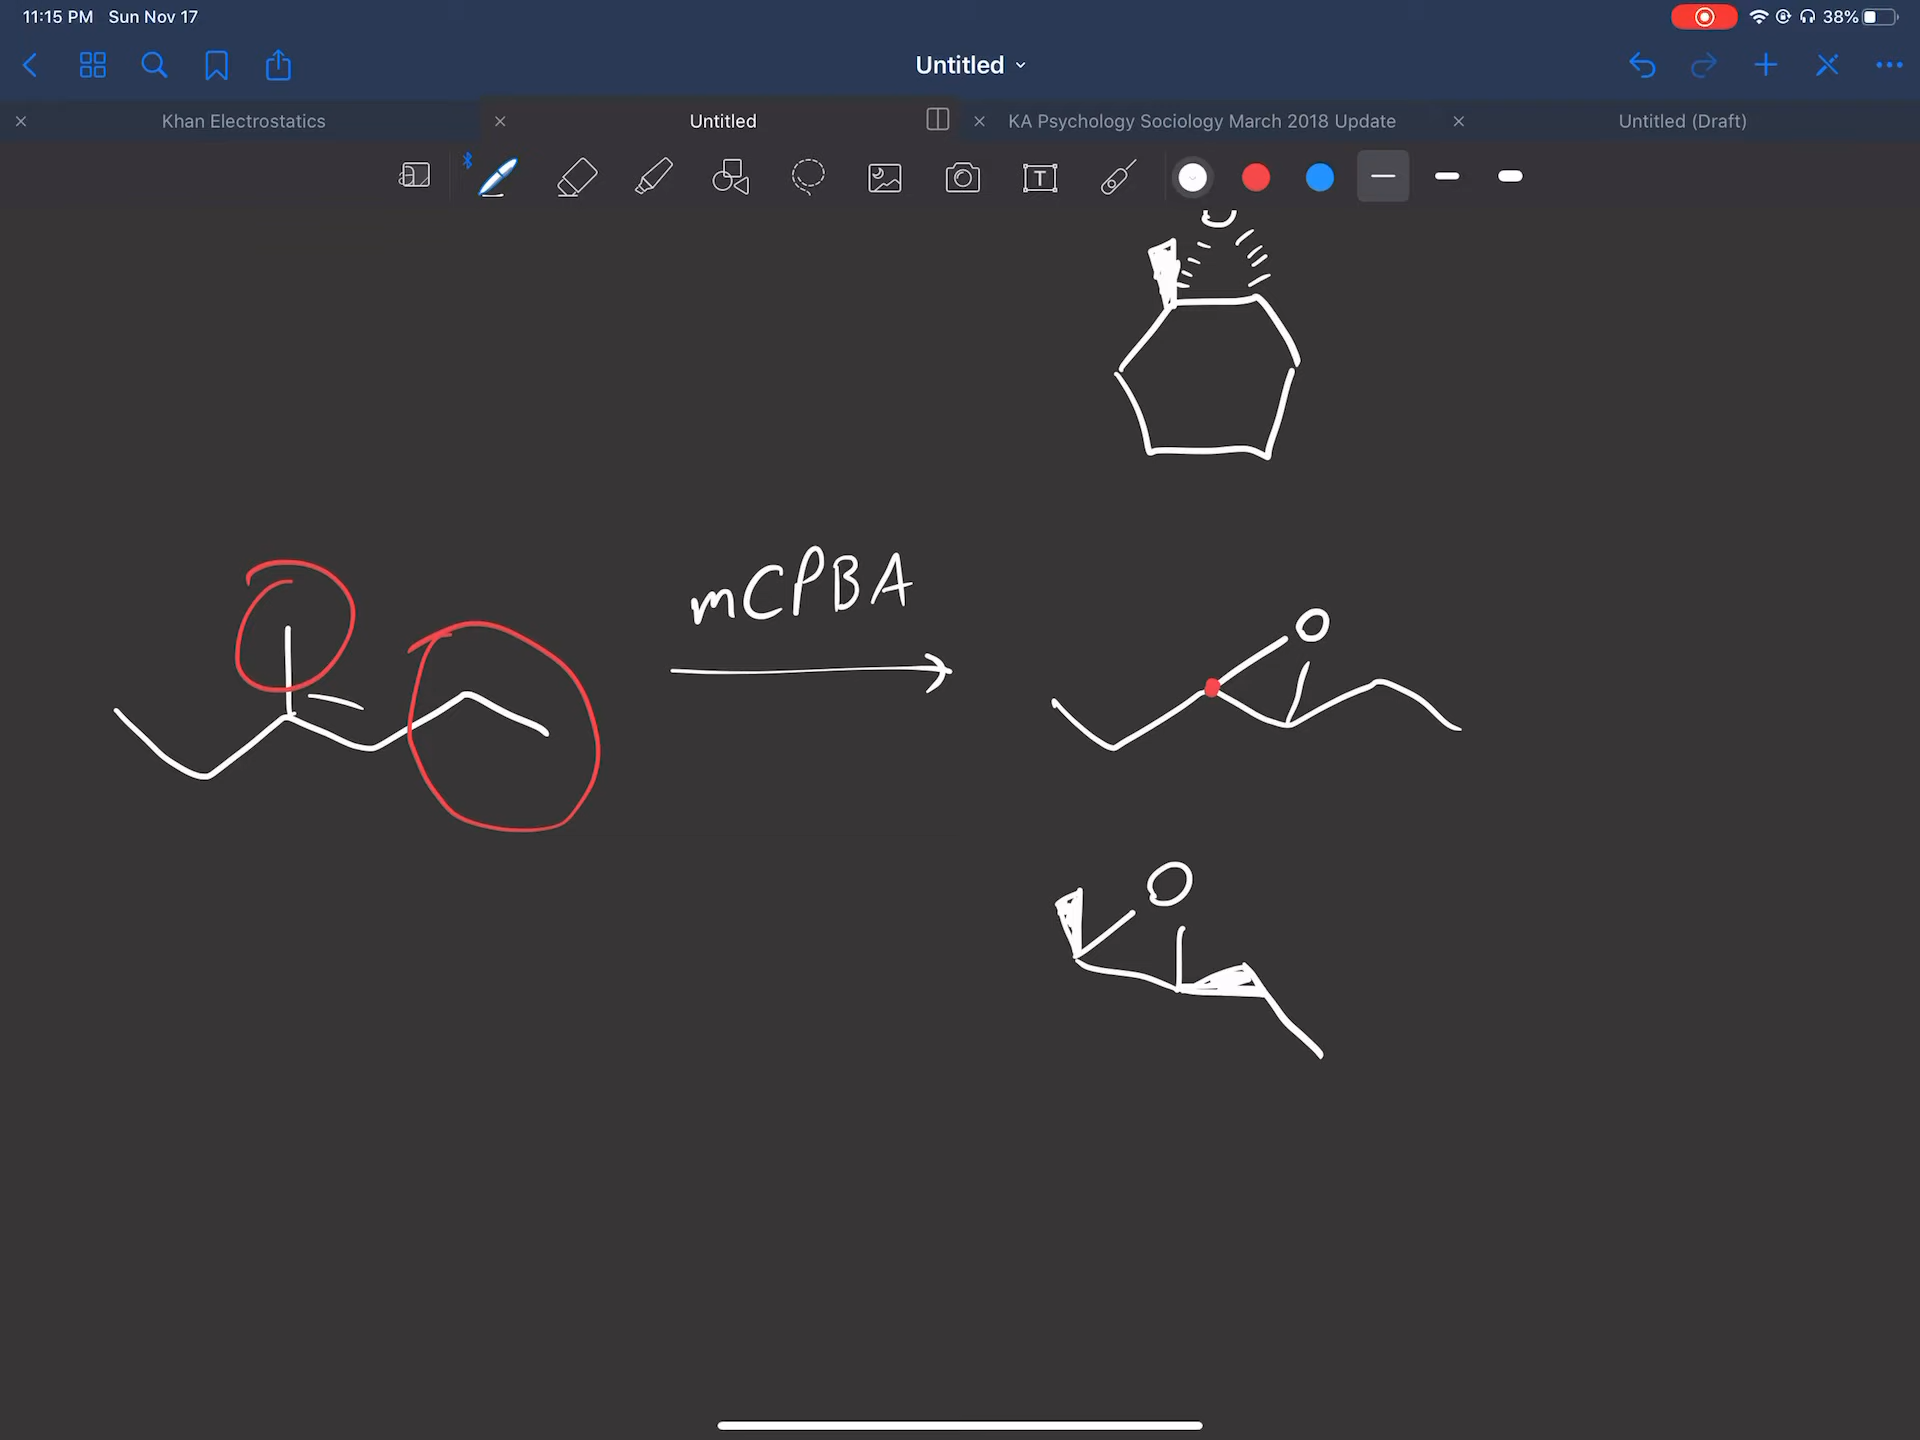 11:15 PM Sun Nov 17
38%
Untitled
Khan Electrostatics
Untitled
KA Psychology Sociology March 2018 Update
Untitled (Draft)
T
O
mCPBA
O
O